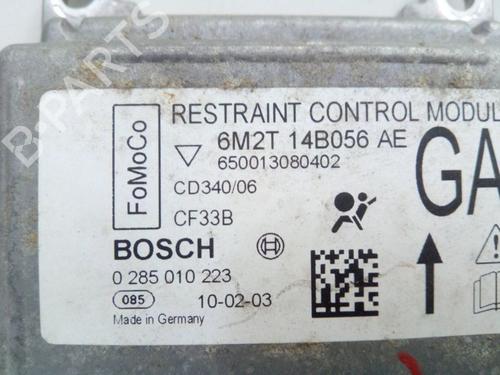 RESTRAINT CONTROL MODUL
FoMoCo
6M2T 14B056 AE
650013080402
GA
CD340/06
CF33B
BOSCH
0 285 010 223
085 10-02-03
Made in Germany